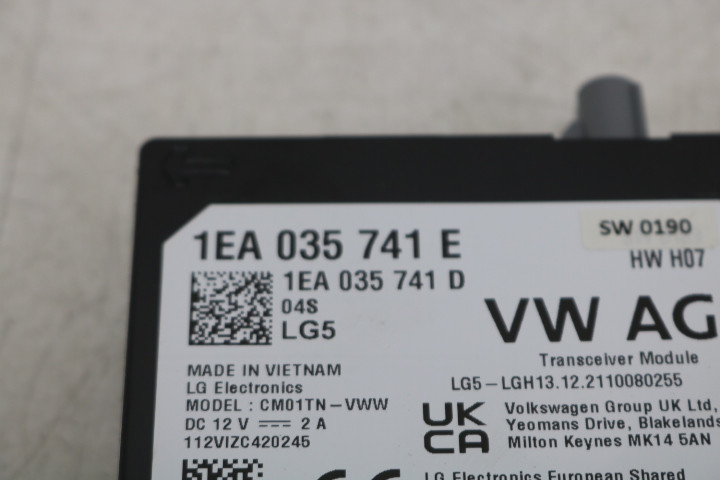 1EA 035 741 E
SW 0190
HW H07
1EA 035 741 D
04S
LG5
VW AG
Transceiver Module
LG5-LGH13.12.2110080255
MADE IN VIETNAM
LG Electronics
MODEL : CM01TN-VWW
DC 12 V ⎓ 2 A
112VIZC420245
UK
CA
Volkswagen Group UK Ltd,
Yeomans Drive, Blakelands
Milton Keynes MK14 5AN
LG Electronics European Shared